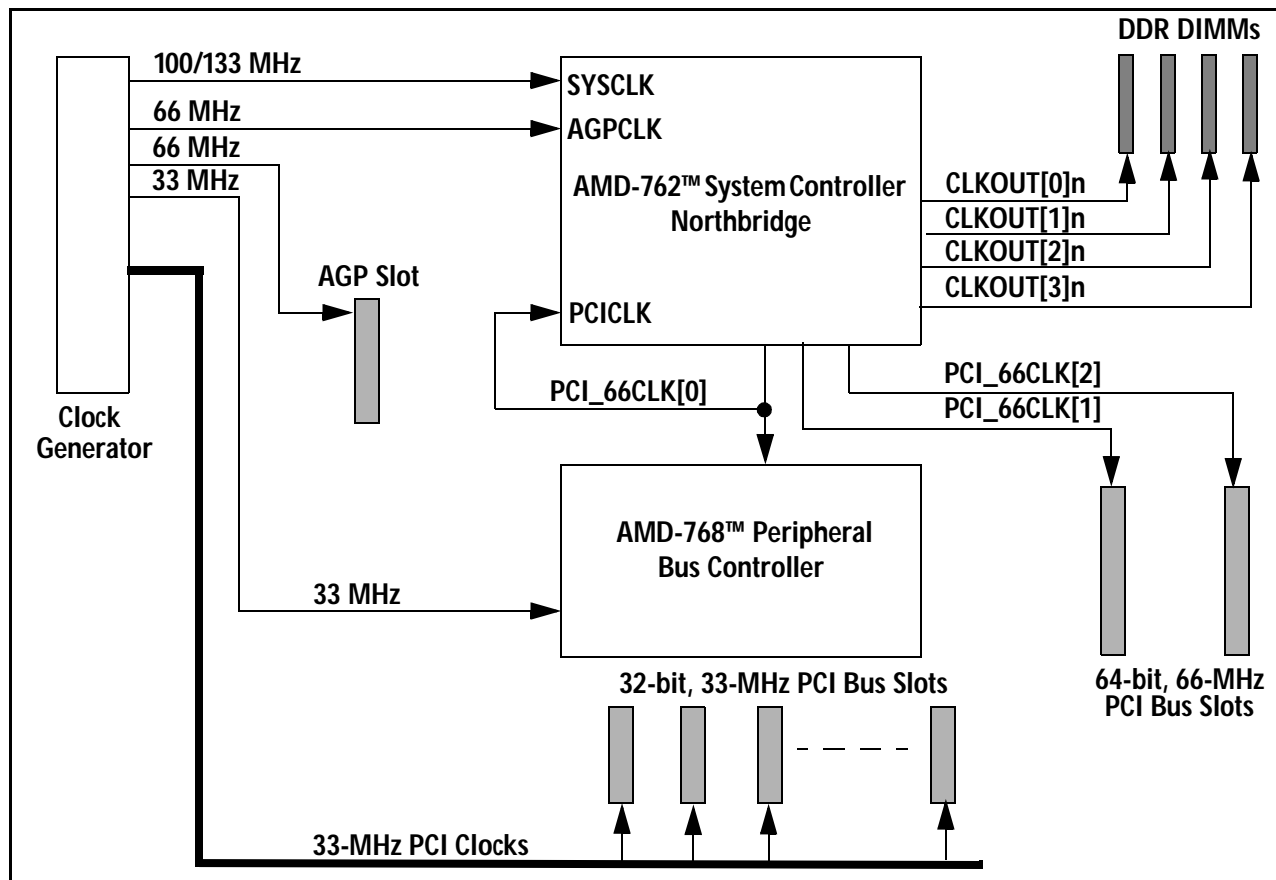 DDR DIMMs
100/133 MHz
SYSCLK
66 MHz
AGPCLK
66 MHz
33 MHz
AMD-762™ System Controller
Northbridge
CLKOUT[0]n
CLKOUT[1]n
CLKOUT[2]n
CLKOUT[3]n
AGP Slot
PCICLK
PCI_66CLK[0]
PCI_66CLK[2]
PCI_66CLK[1]
Clock
Generator
AMD-768™ Peripheral
Bus Controller
33 MHz
32-bit, 33-MHz PCI Bus Slots
64-bit, 66-MHz
PCI Bus Slots
33-MHz PCI Clocks